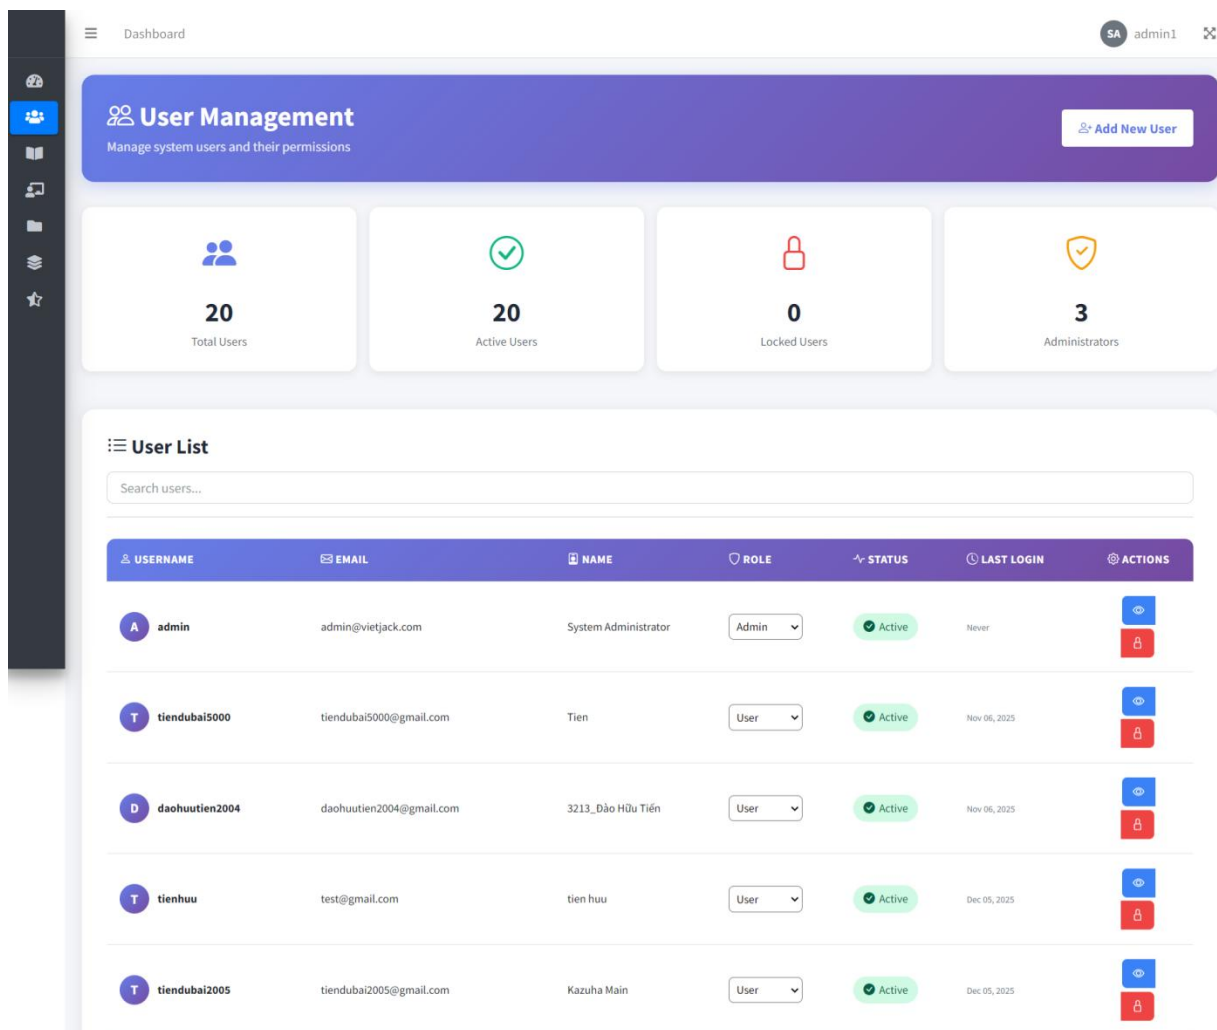 Dashboard
SA admin1
User Management
Manage system users and their permissions
Add New User
20
Total Users
20
Active Users
0
Locked Users
3
Administrators
User List
Search users...
USERNAME EMAIL NAME ROLE STATUS LAST LOGIN ACTIONS
A admin admin@vietjack.com System Administrator Admin Active Never
T tiendubai5000 tiendubai5000@gmail.com Tien User Active Nov 06, 2025
D daohuutien2004 daohuutien2004@gmail.com 3213_Đào Hữu Tiến User Active Nov 06, 2025
T tienhuu test@gmail.com tien huu User Active Dec 05, 2025
T tiendubai2005 tiendubai2005@gmail.com Kazuha Main User Active Dec 05, 2025